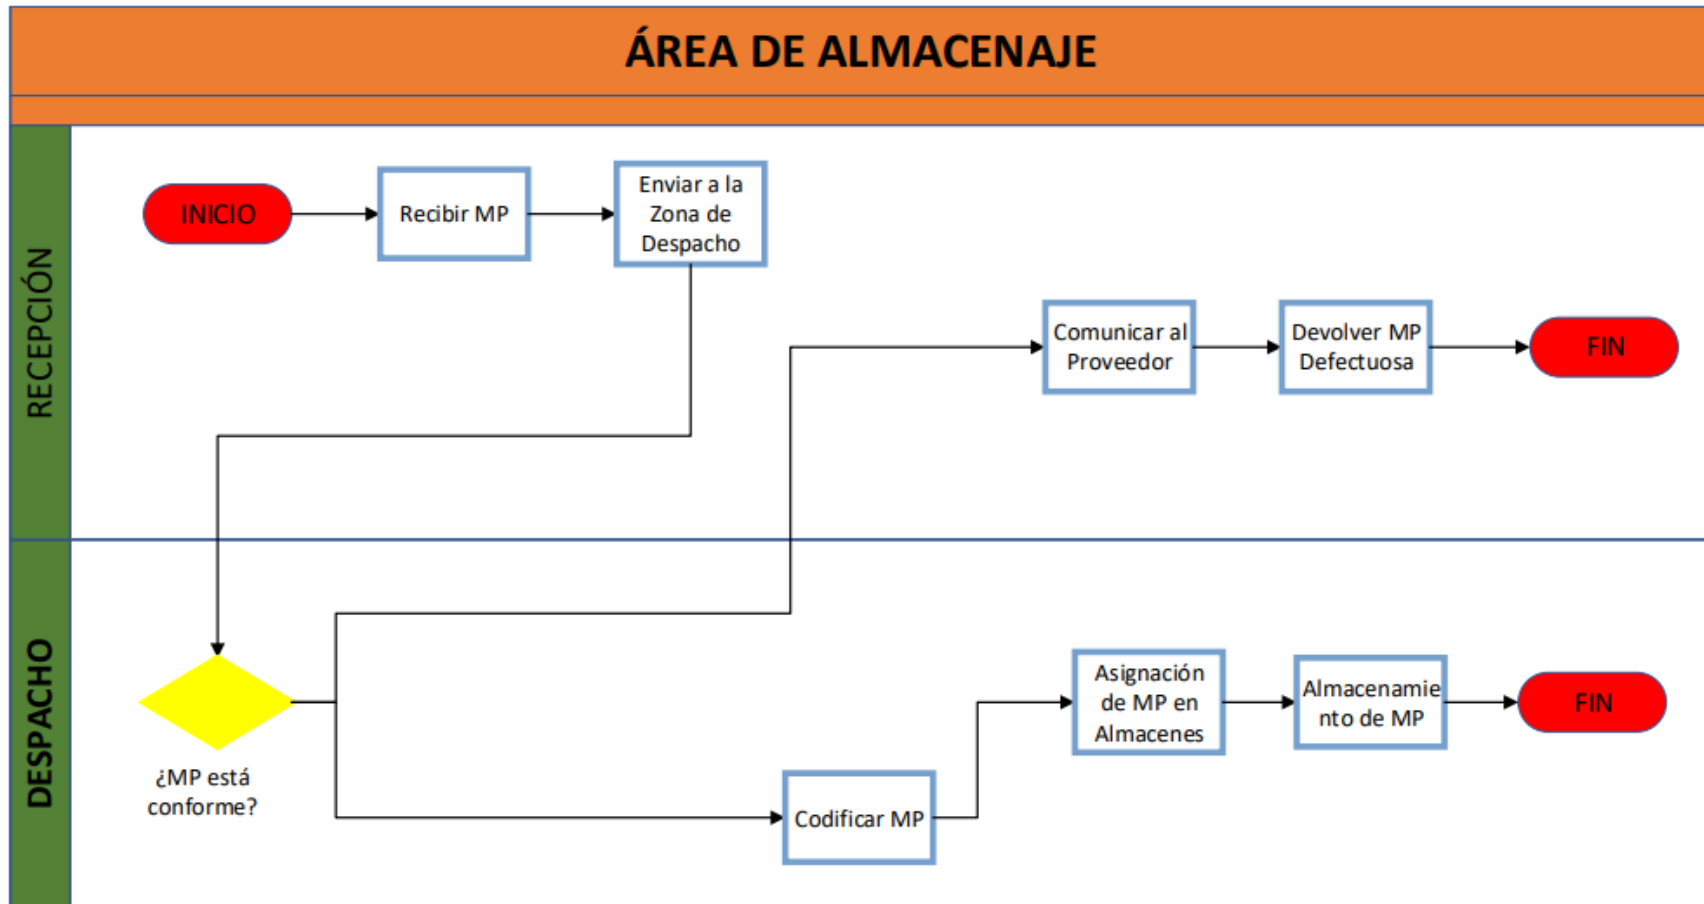 ÁREA DE ALMACENAJE
RECEPCIÓN
INICIO
Recibir MP
Enviar a la
Zona de
Despacho
Comunicar al
Proveedor
Devolver MP
Defectuosa
FIN
DESPACHO
¿MP está
conforme?
Codificar MP
Asignación
de MP en
Almacenes
Almacenamie
nto de MP
FIN